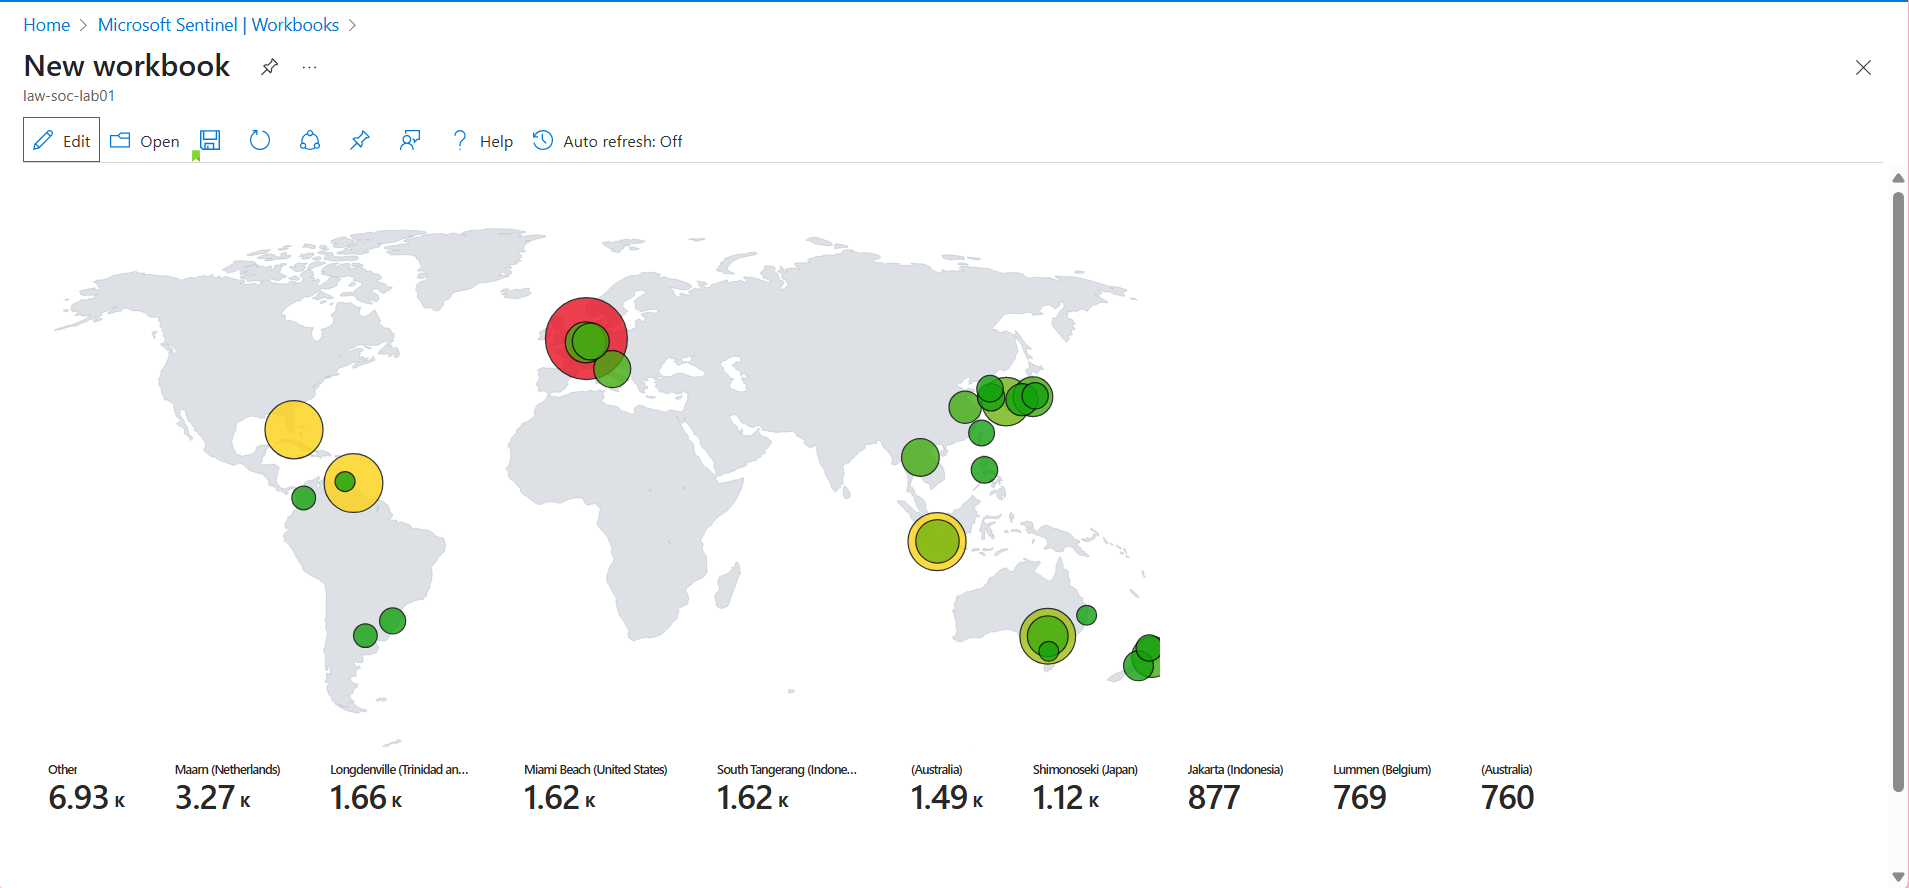 Home > Microsoft Sentinel | Workbooks >
New workbook ...
law-soc-lab01
Edit Open Help Auto refresh: Off
Other Maarn (Netherlands) Longdenville (Trinidad an... Miami Beach (United States) South Tangerang (Indone... (Australia) Shimonoseki (Japan) Jakarta (Indonesia) Lummen (Belgium) (Australia)
6.93 K 3.27 K 1.66 K 1.62 K 1.62 K 1.49 K 1.12 K 877 769 760